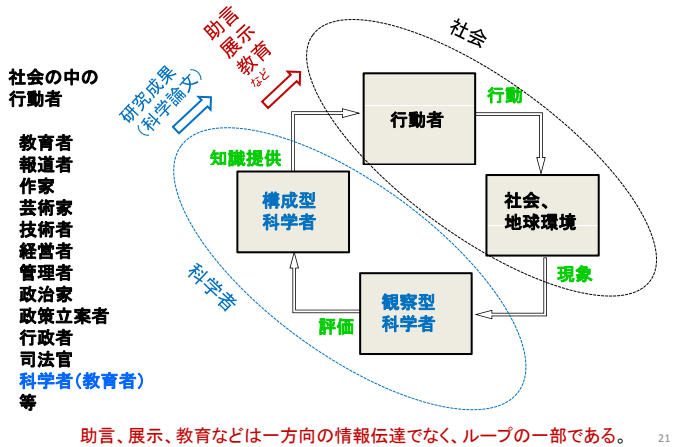 社会の中の
行動者
教育者
報道者
作家
芸術家
技術者
経営者
管理者
政治家
政策立案者
行政者
司法官
科学者(教育者)
等
研究成果
(科学論文)
助言
展示
教育
など
社会
行動者
行動
知識提供
構成型
科学者
社会、
地球環境
科学者
現象
観察型
科学者
評価
助言、展示、教育などは一方向の情報伝達でなく、ループの一部である。
21